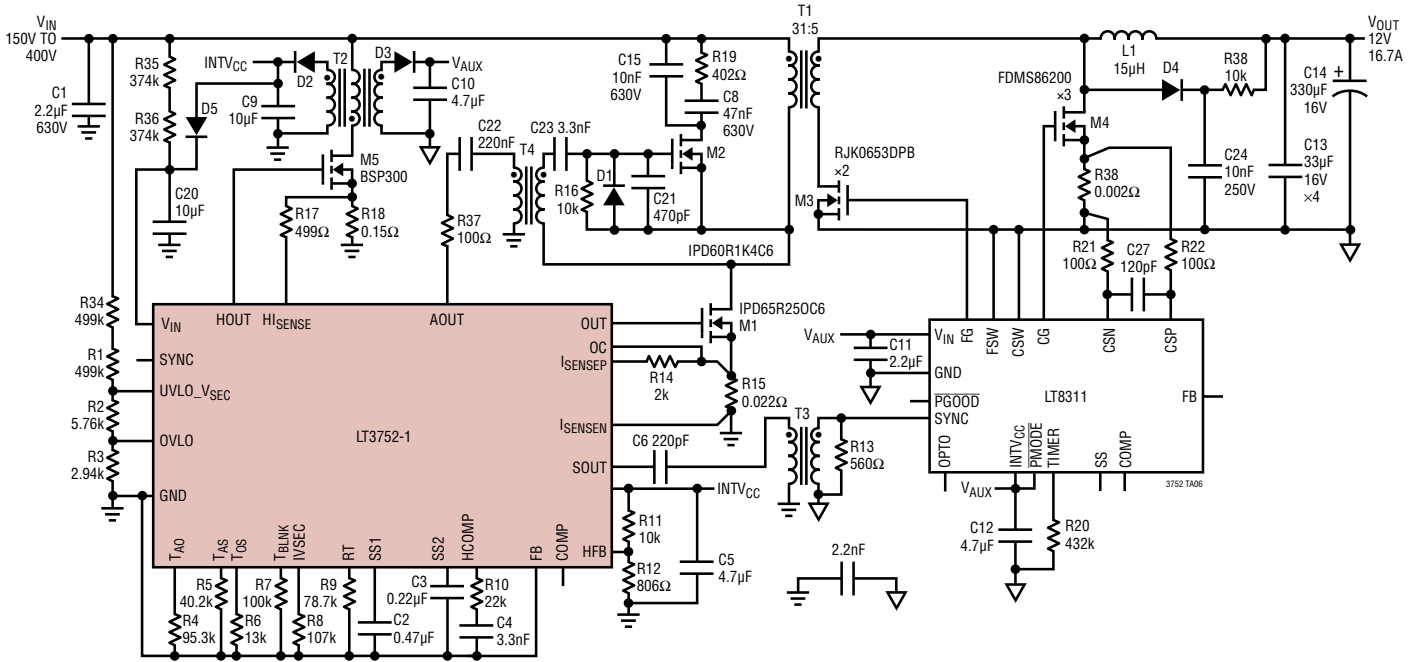 VIN
150V TO
400V
C1
2.2µF
630V
R35
374k
R36
374k
C20
10µF
D5
INTVCC
D2
C9
10µF
T2
D3
VAUX
C10
4.7µF
M5
BSP300
R17
499Ω
R18
0.15Ω
C22
220nF
R37
100Ω
T4
C23 3.3nF
R16
10k
D1
C21
470pF
C15
10nF
630V
R19
402Ω
C8
47nF
630V
M2
IPD60R1K4C6
T1
31:5
RJK0653DPB
×2
M3
L1
15µH
FDMS86200
×3
M4
D4
R38
10k
R38
0.002Ω
C24
10nF
250V
C13
33µF
16V
×4
C14
330µF
16V
+
VOUT
12V
16.7A
R21
100Ω
C27
120pF
R22
100Ω
R34
499k
R1
499k
R2
5.76k
R3
2.94k
VIN
SYNC
UVLO_VSEC
OVLO
GND
HOUT
HISENSE
AOUT
LT3752-1
OUT
OC
ISENSEP
ISENSEN
SOUT
HFB
TAO
TAS
TOS
TBLNK
IVSEC
RT
SS1
SS2
HCOMP
FB
COMP
IPD65R25OC6
M1
R14
2k
R15
0.022Ω
C6 220pF
T3
R13
560Ω
INTVCC
R11
10k
R12
806Ω
C5
4.7µF
R5
40.2k
R4
95.3k
R6
13k
R7
100k
R8
107k
R9
78.7k
C2
0.47µF
C3
0.22µF
R10
22k
C4
3.3nF
2.2nF
VAUX
C11
2.2µF
VIN
FG
FSW
CSW
CG
CSN
CSP
GND
PGOOD
SYNC
LT8311
FB
OPTO
INTVCC
PMODE
TIMER
SS
COMP
VAUX
C12
4.7µF
R20
432k
3752 TA06